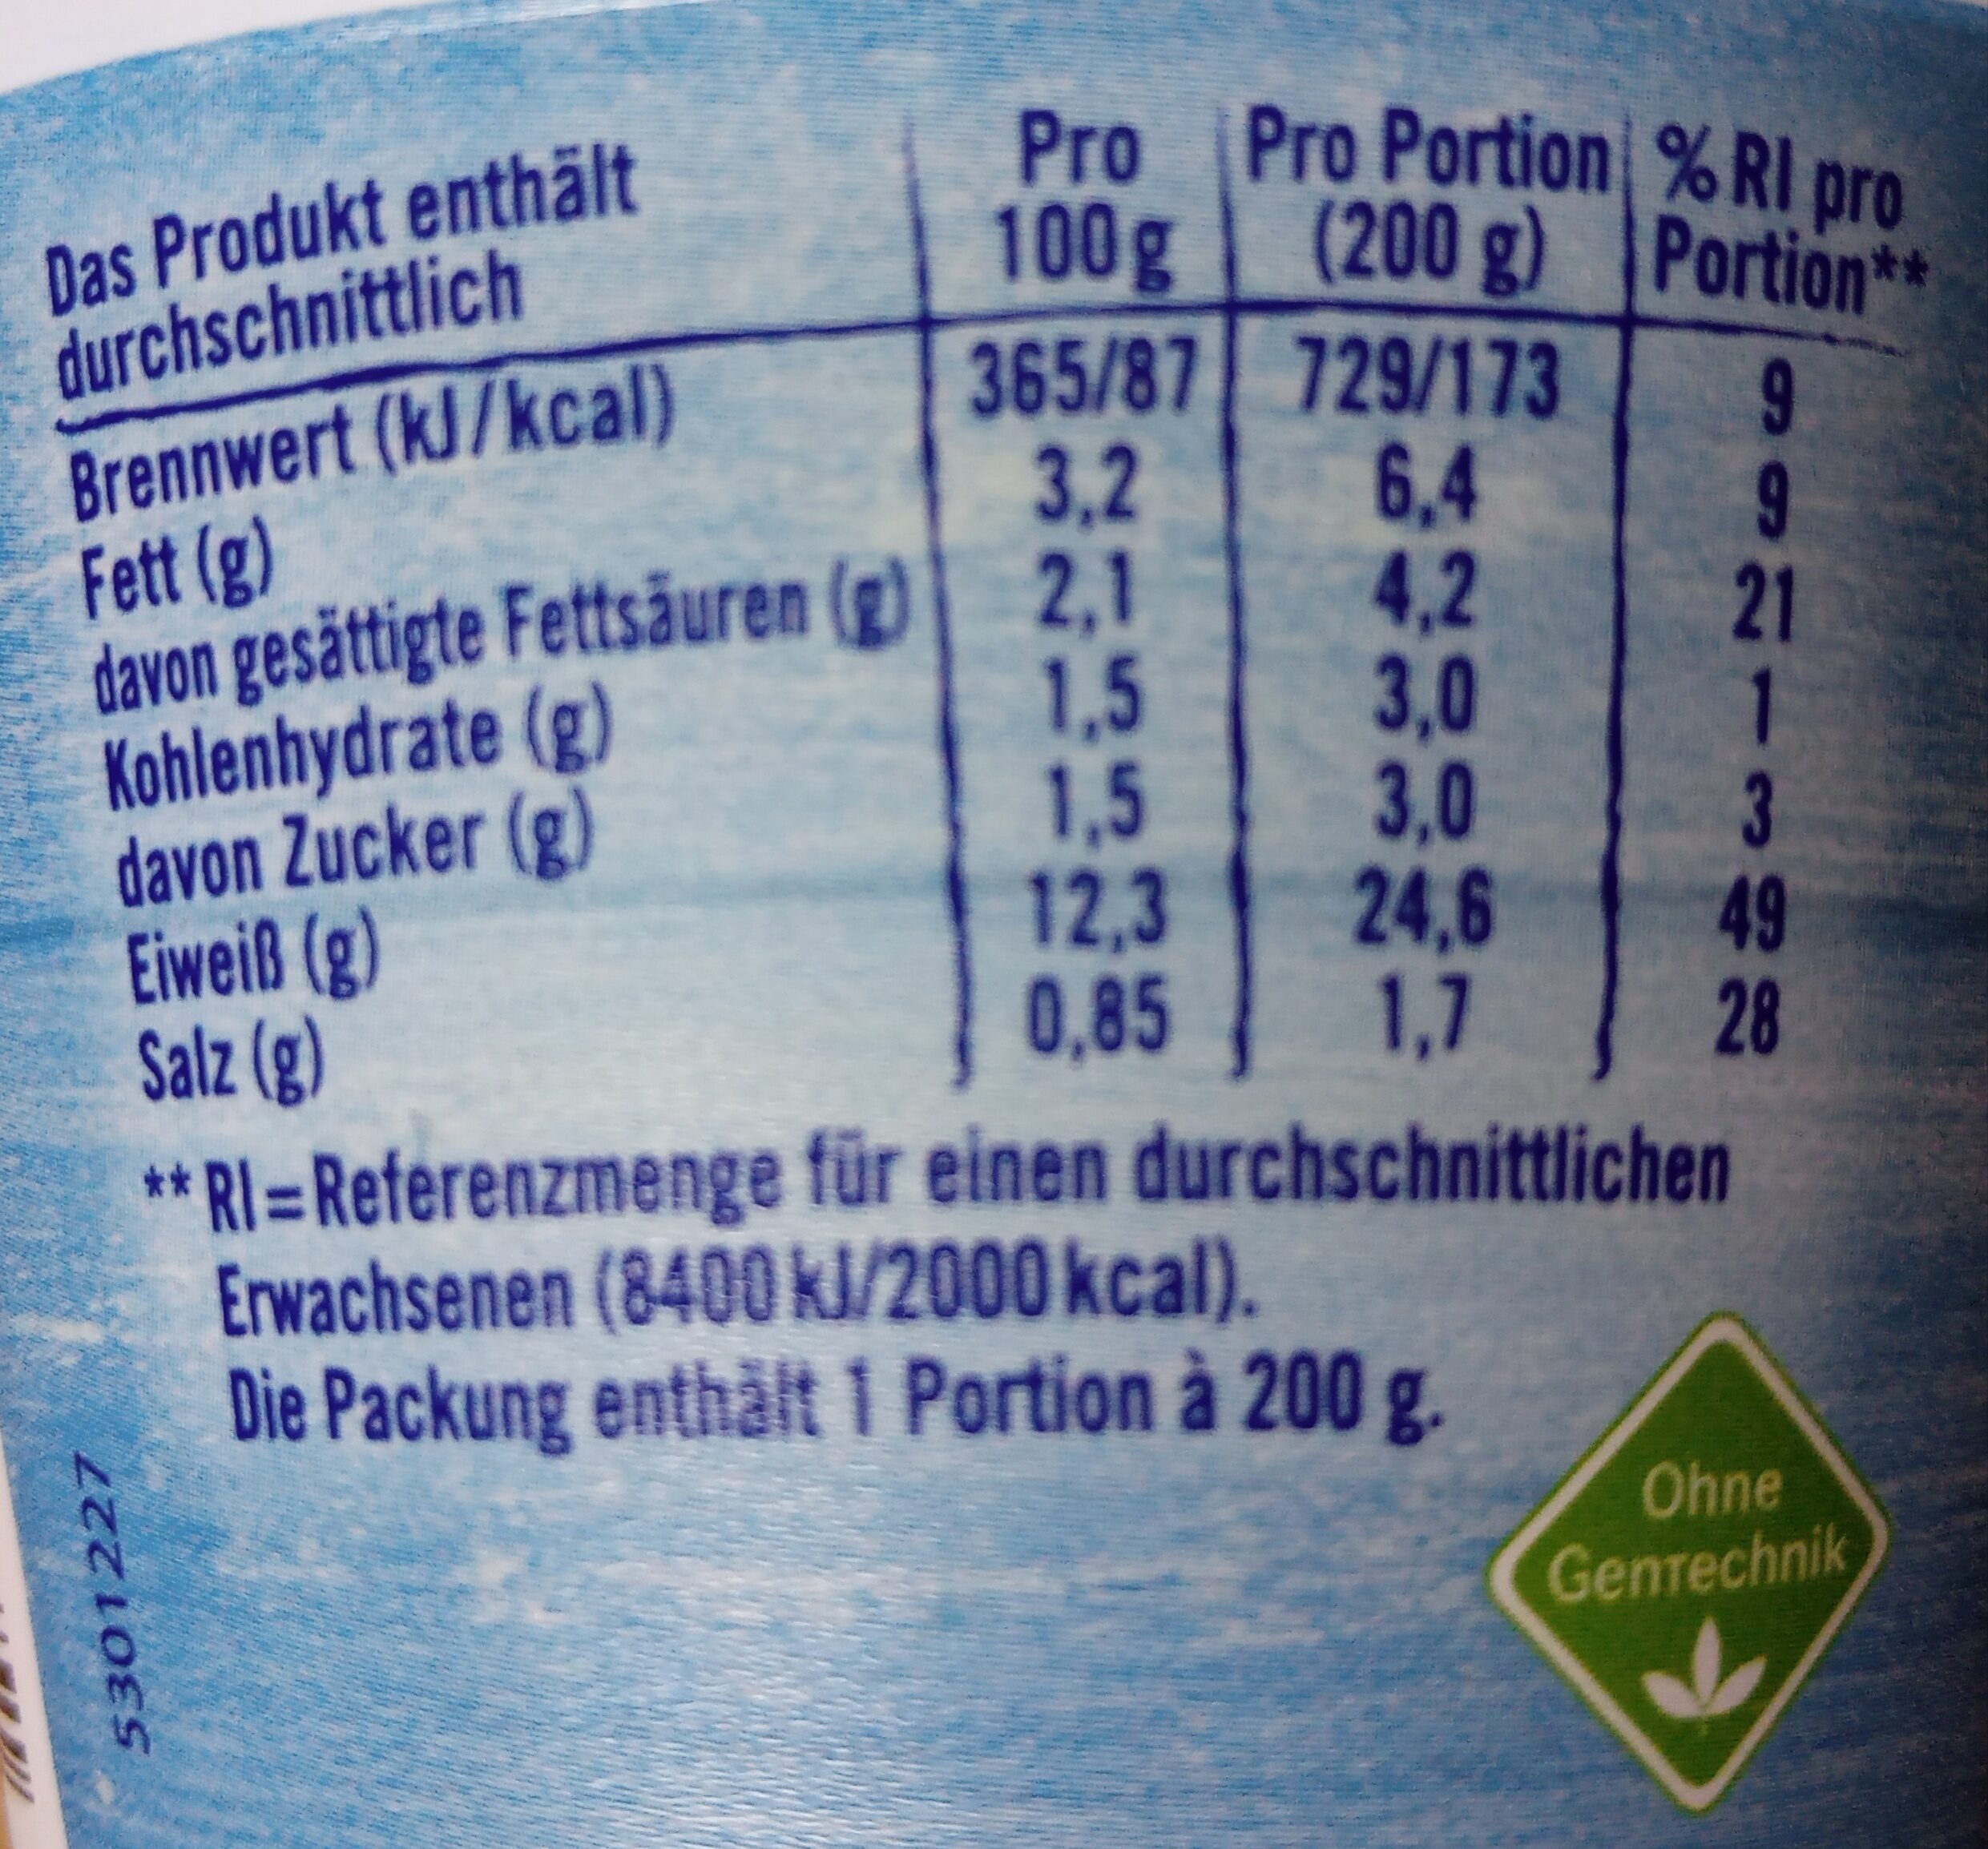 Das Produkt enthält durchschnittlich | Pro 100 g | Pro Portion (200 g) | % RI pro Portion**
Brennwert (kJ/kcal) 365/87 729/173 9
Fett (g) 3,2 6,4 9
davon gesättigte Fettsäuren (g) 2,1 4,2 21
Kohlenhydrate (g) 1,5 3,0 1
davon Zucker (g) 1,5 3,0 3
Eiweiß (g) 12,3 24,6 49
Salz (g) 0,85 1,7 28
** RI=Referenzmenge für einen durchschnittlichen
Erwachsenen (8400 kJ/2000 kcal).
Die Packung enthält 1 Portion à 200 g.
5301227
Ohne
Gentechnik